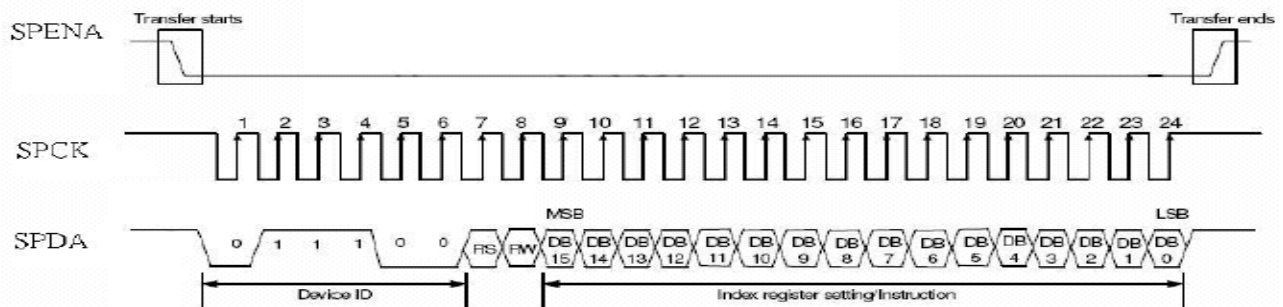 Transfer starts
Transfer ends
SPENA
1 2 3 4 5 6 7 8 9 10 11 12 13 14 15 16 17 18 19 20 21 22 23 24
SPCK
MSB
LSB
SPDA
0 1 1 1 0 0 RS RW DB 15 DB 14 DB 13 DB 12 DB 11 DB 10 DB 9 DB 8 DB 7 DB 6 DB 5 DB 4 DB 3 DB 2 DB 1 DB 0
Device ID
Index register setting/Instruction